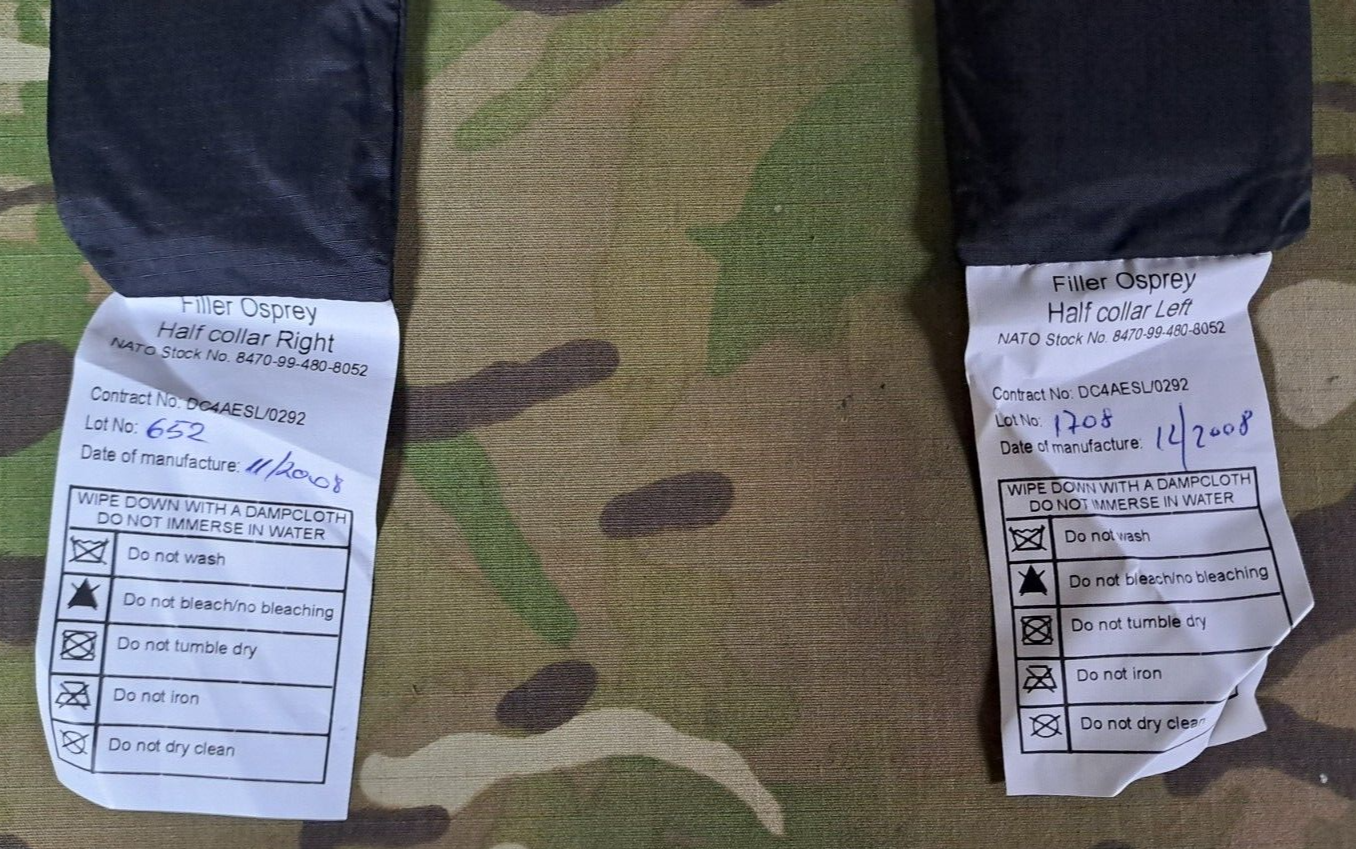 Filler Osprey
Half collar Right
NATO Stock No. 8470-99-480-8052
Contract No: DC4AESL/0292
Lot No: 652
Date of manufacture: 11/2008
WIPE DOWN WITH A DAMPCLOTH
DO NOT IMMERSE IN WATER
Do not wash
Do not bleach/no bleaching
Do not tumble dry
Do not iron
Do not dry clean
Filler Osprey
Half collar Left
NATO Stock No. 8470-99-480-8052
Contract No: DC4AESL/0292
Lot No: 1708
Date of manufacture: 12/2008
WIPE DOWN WITH A DAMPCLOTH
DO NOT IMMERSE IN WATER
Do not wash
Do not bleach/no bleaching
Do not tumble dry
Do not iron
Do not dry clean